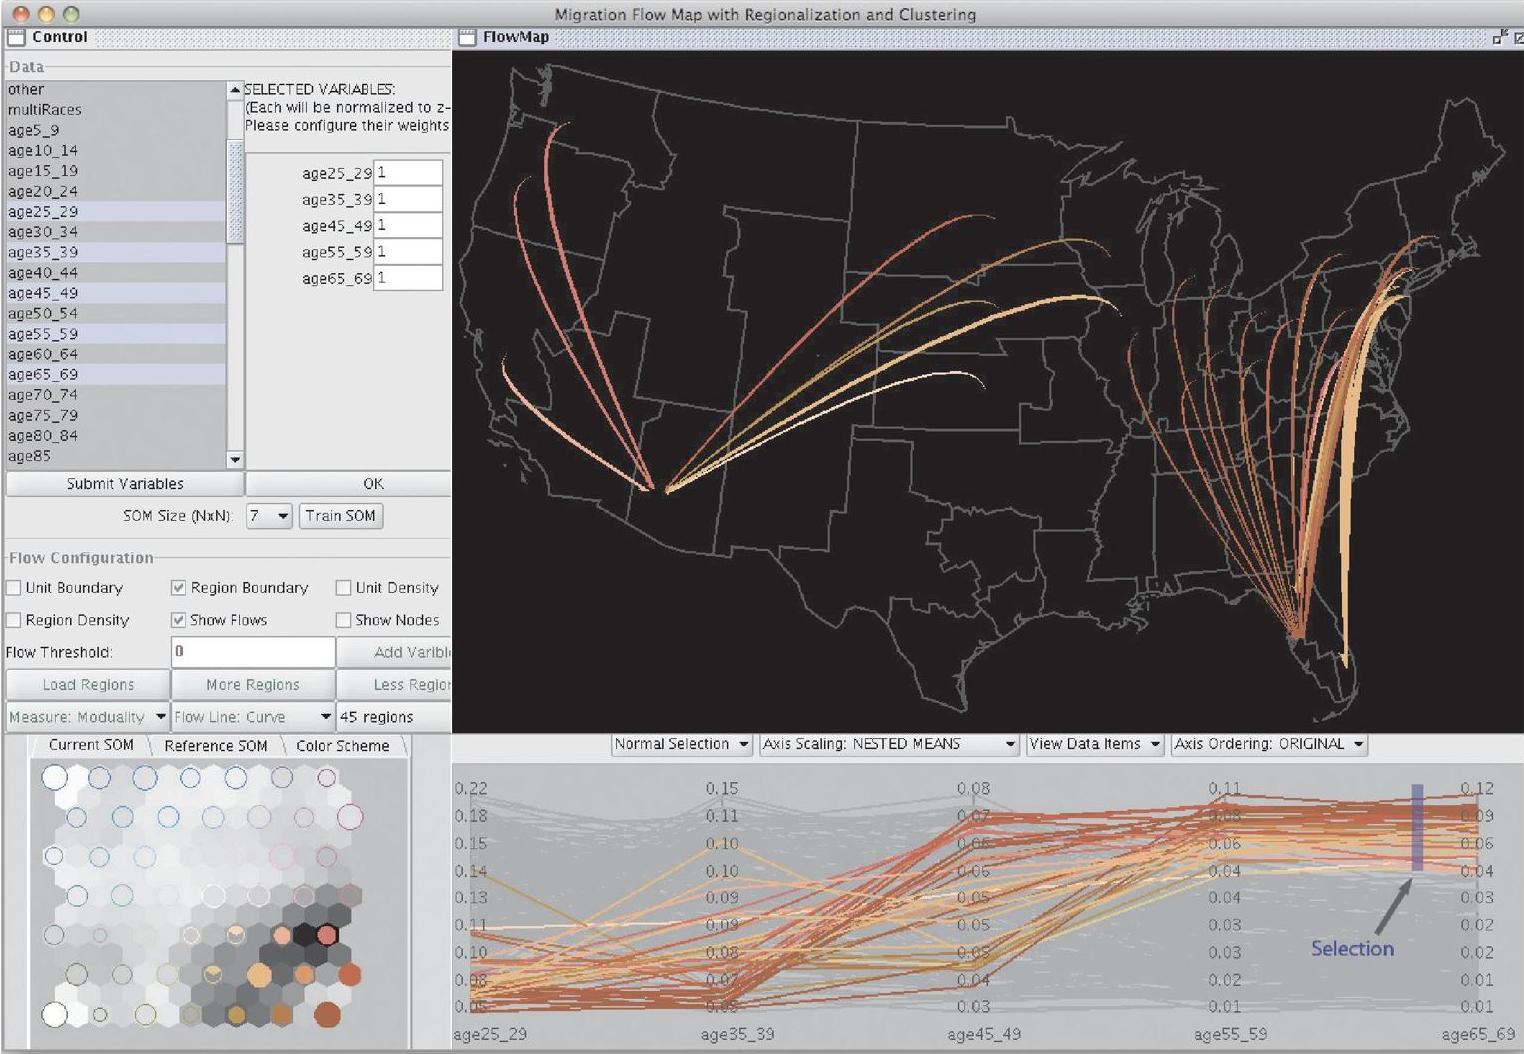 Migration Flow Map with Regionalization and Clustering
Control
FlowMap
Data
other
multiRaces
age5_9
age10_14
age15_19
age20_24
age25_29
age30_34
age35_39
age40_44
age45_49
age50_54
age55_59
age60_64
age65_69
age70_74
age75_79
age80_84
age85
SELECTED VARIABLES:
(Each will be normalized to z-
Please configure their weights
age25_29 1
age35_39 1
age45_49 1
age55_59 1
age65_69 1
Submit Variables
OK
SOM Size (NxN): 7 Train SOM
Flow Configuration
Unit Boundary Region Boundary Unit Density
Region Density Show Flows Show Nodes
Flow Threshold: 0 Add Varibl
Load Regions More Regions Less Region
Measure: Moduality Flow Line: Curve 45 regions
Current SOM Reference SOM Color Scheme
Normal Selection Axis Scaling: NESTED MEANS View Data Items Axis Ordering: ORIGINAL
0.22 0.15 0.08 0.11 0.12
0.18 0.11 0.07 0.08 0.09
0.15 0.10 0.06 0.06 0.06
0.14 0.10 0.06 0.04 0.04
0.13 0.09 0.05 0.04 0.03
0.11 0.09 0.05 0.03 0.02
0.10 0.08 0.05 0.03 0.02
0.08 0.07 0.04 0.02 0.01
0.05 0.05 0.03 0.01 0.01
Selection
age25_29 age35_39 age45_49 age55_59 age65_69